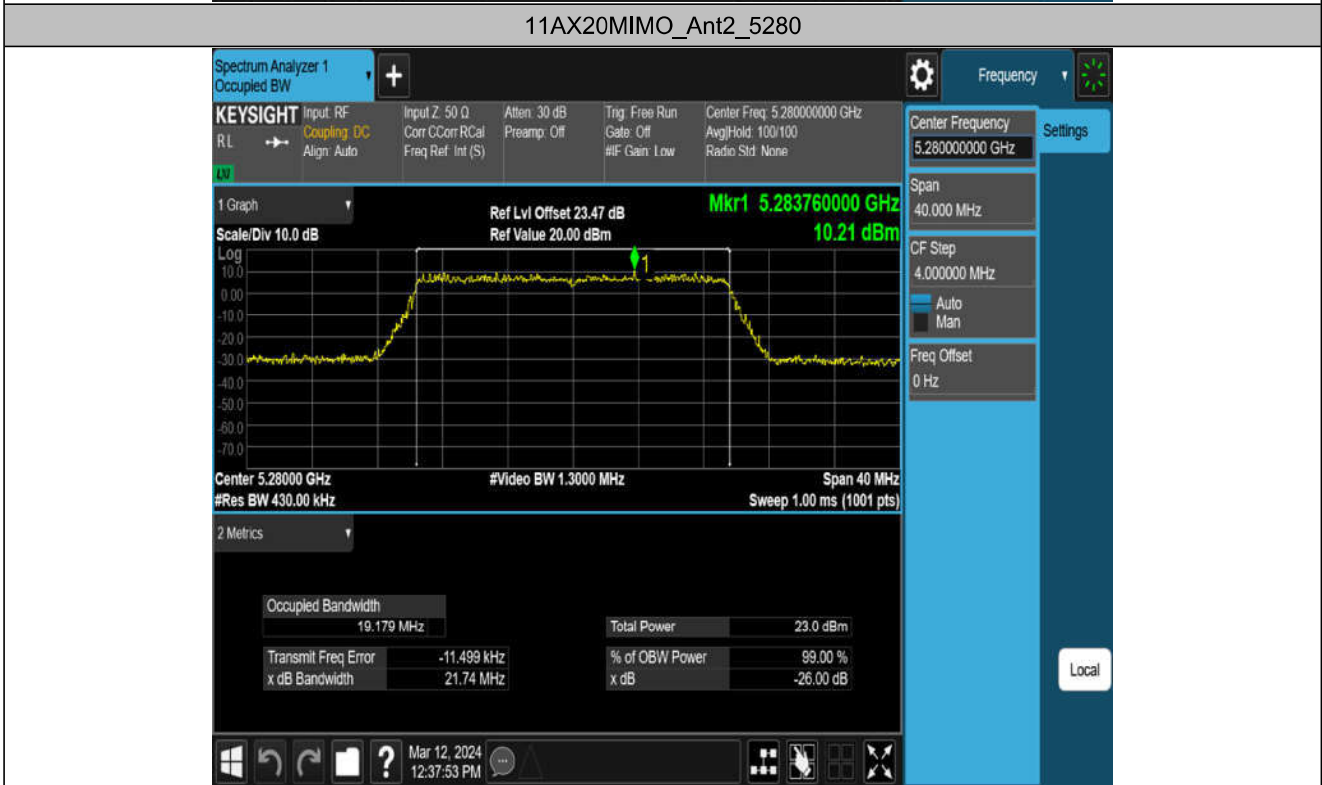 11AX20MIMO_Ant2_5280
Spectrum Analyzer 1
Occupied BW
+
Frequency
KEYSIGHT
R L
Input: RF
Coupling: DC
Align: Auto
Input Z: 50 Ω
Corr CCorr RCal
Freq Ref: Int (S)
Atten: 30 dB
Preamp: Off
Trig: Free Run
Gate: Off
#IF Gain: Low
Center Freq: 5.280000000 GHz
Avg|Hold: 100/100
Radio Std: None
Center Frequency
5.280000000 GHz
Settings
Span
40.000 MHz
CF Step
4.000000 MHz
Auto
Man
Freq Offset
0 Hz
Local
1 Graph
Scale/Div 10.0 dB
Ref Lvl Offset 23.47 dB
Ref Value 20.00 dBm
Mkr1 5.283760000 GHz
10.21 dBm
Log
10.0
0.00
-10.0
-20.0
-30.0
-40.0
-50.0
-60.0
-70.0
1
Center 5.28000 GHz
#Res BW 430.00 kHz
#Video BW 1.3000 MHz
Span 40 MHz
Sweep 1.00 ms (1001 pts)
2 Metrics
Occupied Bandwidth
19.179 MHz
Total Power 23.0 dBm
Transmit Freq Error -11.499 kHz
% of OBW Power 99.00 %
x dB Bandwidth 21.74 MHz
x dB -26.00 dB
?
Mar 12, 2024
12:37:53 PM